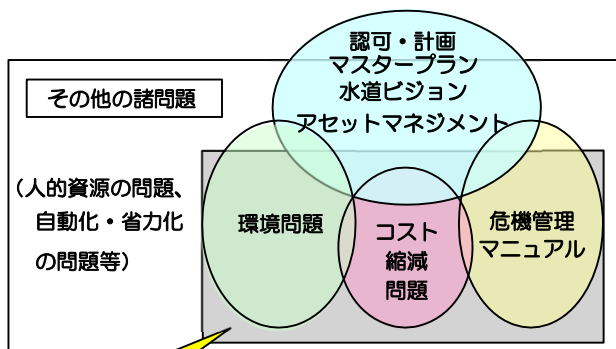 認可・計画
マスタープラン
水道ビジョン
アセットマネジメント
その他の諸問題
（人的資源の問題、
自動化・省力化
の問題等）
環境問題
コスト
縮減
問題
危機管理
マニュアル